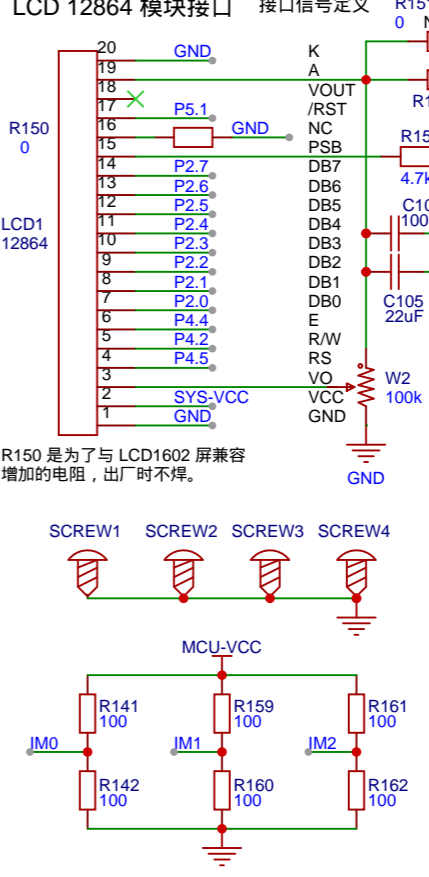 LCD 12864 模块接口 接口信号定义
R150
0
LCD1
12864
20 GND K
19 A
18 VOUT
17 P5.1 /RST
16 GND NC
15 PSB
14 P2.7 DB7
13 P2.6 DB6
12 P2.5 DB5
11 P2.4 DB4
10 P2.3 DB3
9 P2.2 DB2
8 P2.1 DB1
7 P2.0 DB0
6 P4.4 E
5 P4.2 R/W
4 P4.5 RS
3 VO
2 SYS-VCC VCC
1 GND GND
0
4.7k
C105
22uF
W2
100k
GND
R150 是为了与 LCD1602 屏兼容
增加的电阻，出厂时不焊。
SCREW1 SCREW2 SCREW3 SCREW4
MCU-VCC
R141 R159 R161
100 100 100
IM0 IM1 IM2
R142 R160 R162
100 100 100